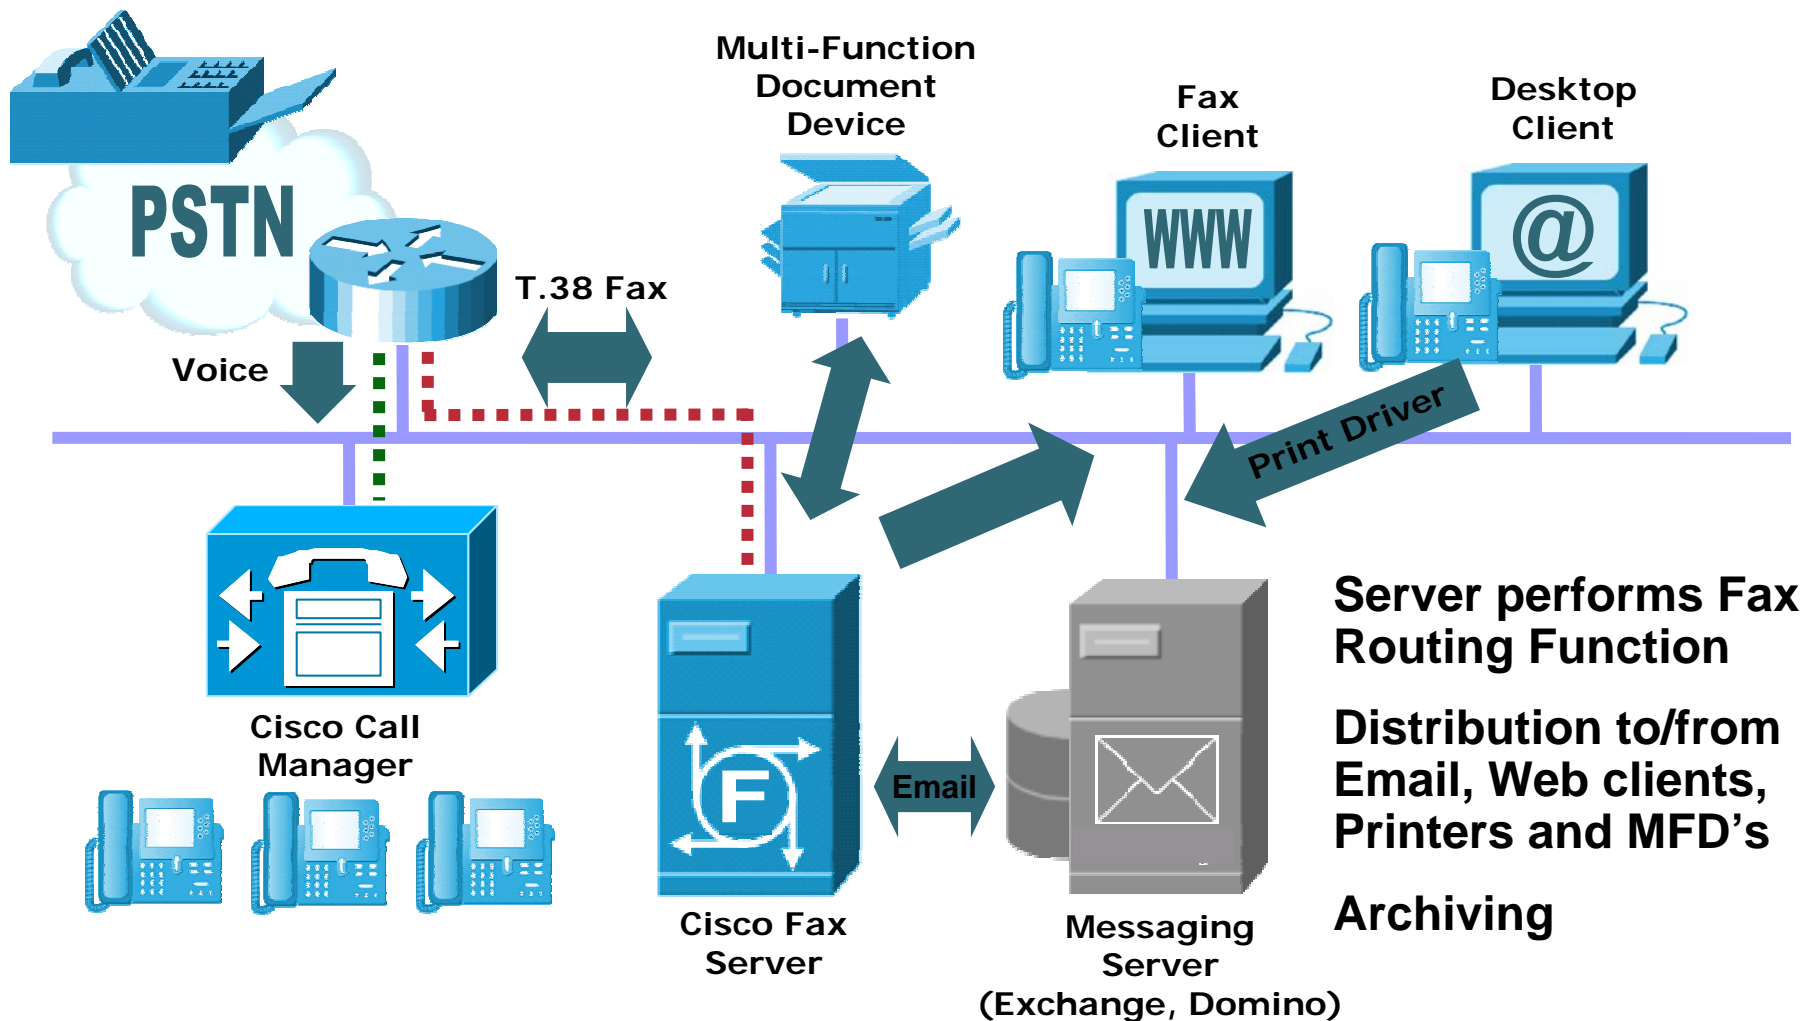 Multi-Function
Document
Device
Fax
Client
Desktop
Client
PSTN
WWW
@
T.38 Fax
Voice
Print Driver
Cisco Call
Manager
F
Email
Cisco Fax
Server
Messaging
Server
(Exchange, Domino)
Server performs Fax
Routing Function
Distribution to/from
Email, Web clients,
Printers and MFD’s
Archiving